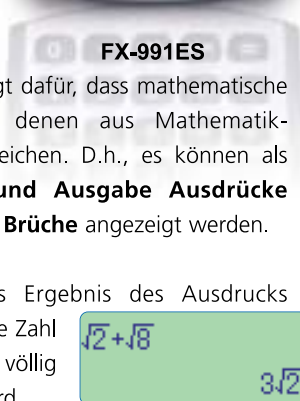 FX-991ES
gt dafür, dass mathematische
denen aus Mathematik-
eichen. D.h., es können als
und Ausgabe Ausdrücke
Brüche angezeigt werden.
s Ergebnis des Ausdrucks
e Zahl
völlig
rd
√2+√8
3√2